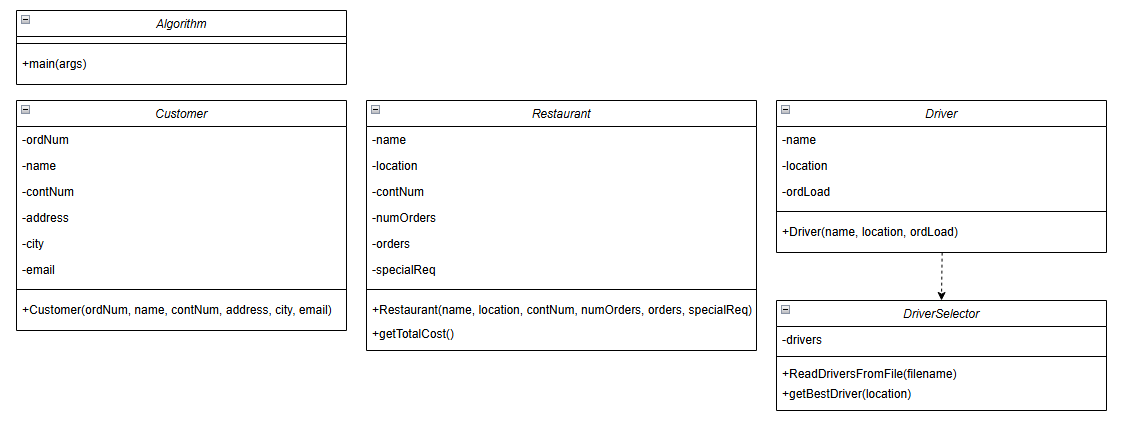 Algorithm
+main(args)
Customer
-ordNum
-name
-contNum
-address
-city
-email
+Customer(ordNum, name, contNum, address, city, email)
Restaurant
-name
-location
-contNum
-numOrders
-orders
-specialReq
+Restaurant(name, location, contNum, numOrders, orders, specialReq)
+getTotalCost()
Driver
-name
-location
-ordLoad
+Driver(name, location, ordLoad)
DriverSelector
-drivers
+ReadDriversFromFile(filename)
+getBestDriver(location)